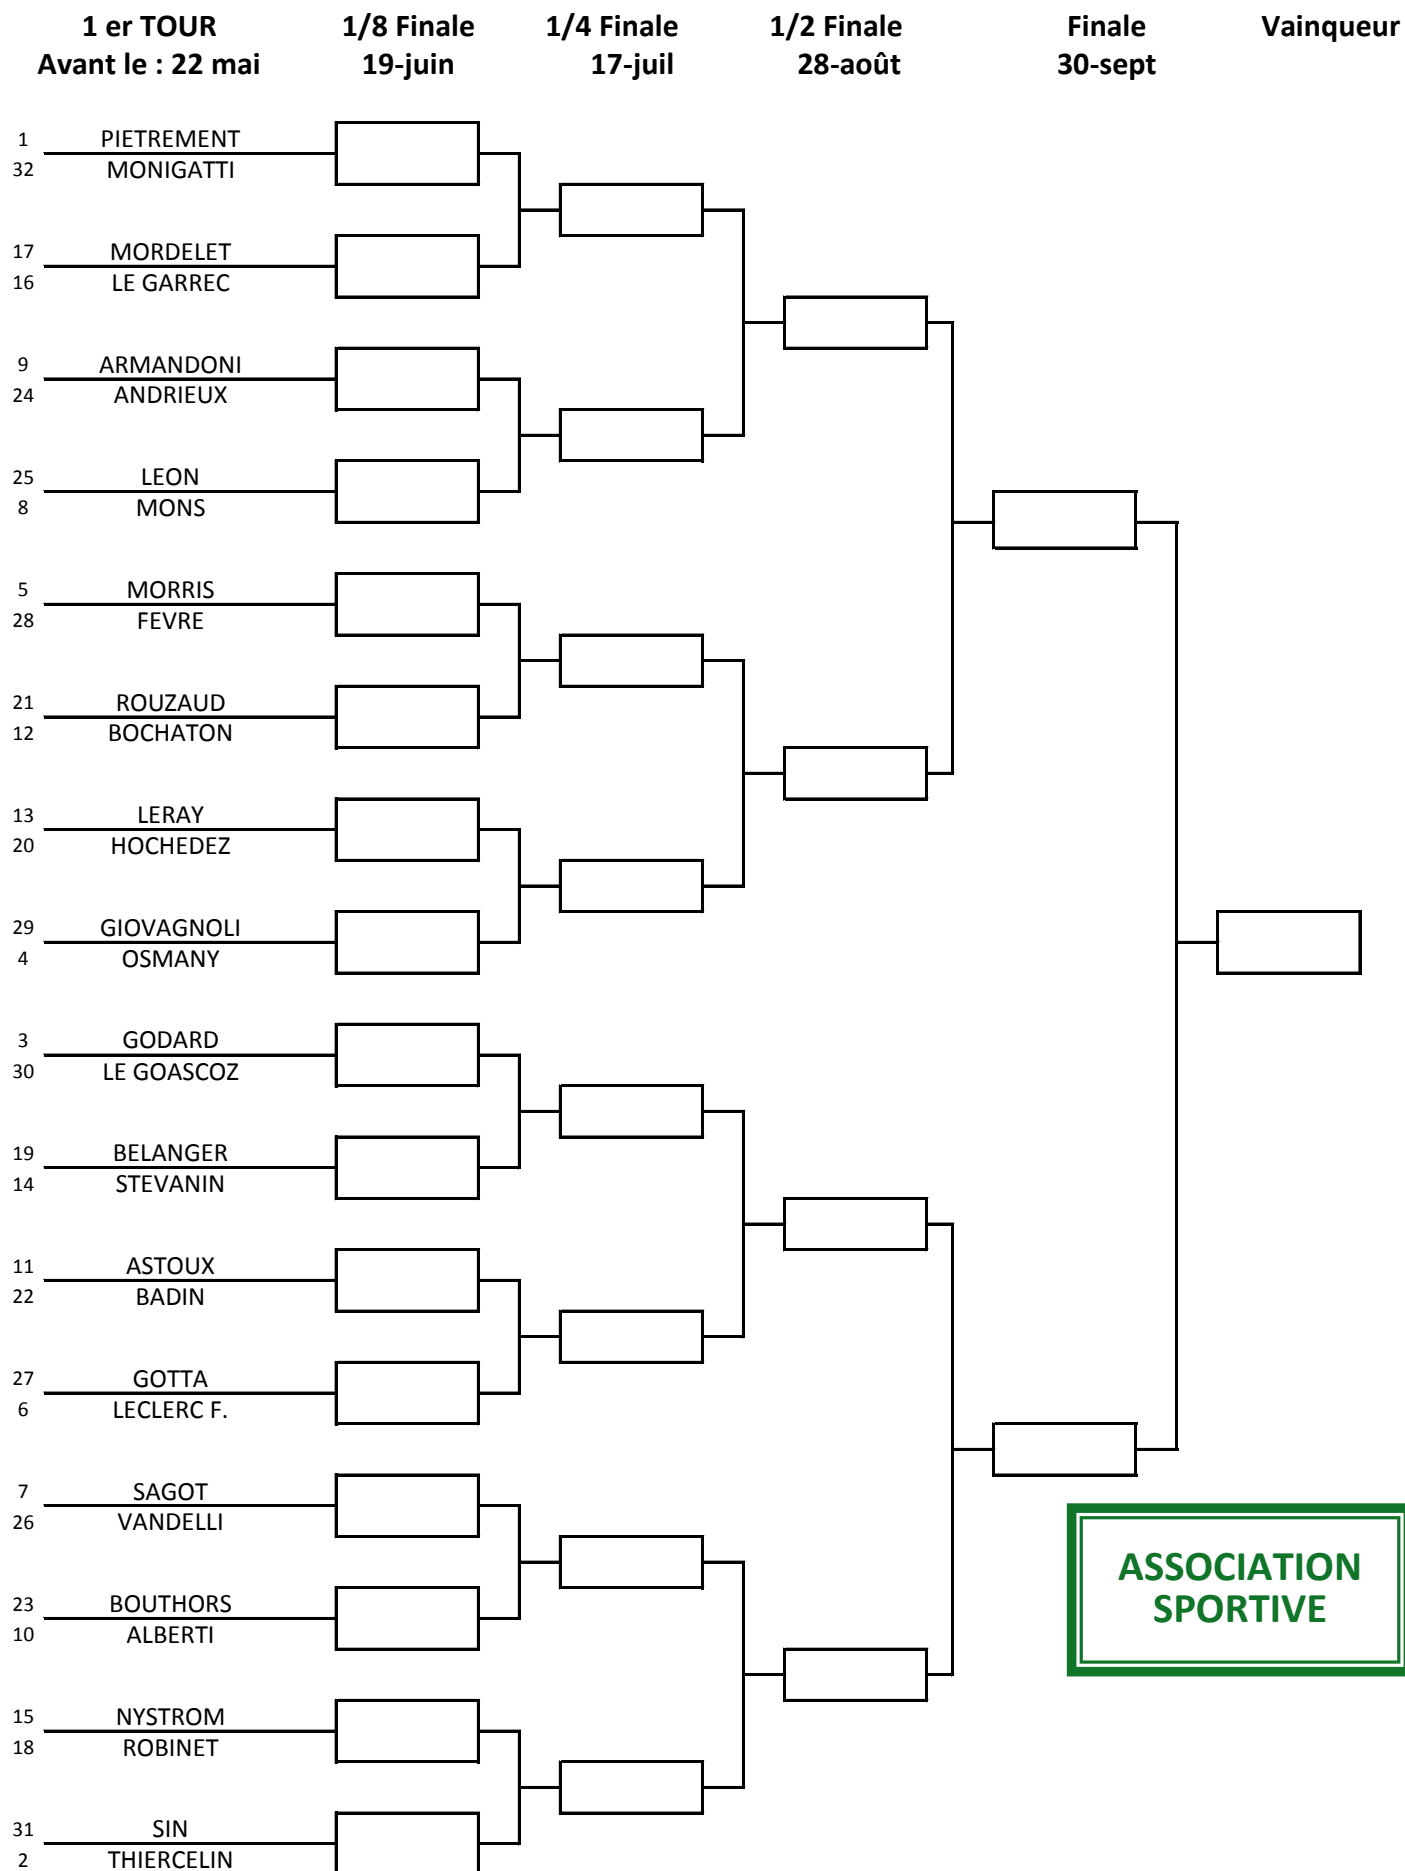 1 er TOUR 1/8 Finale 1/4 Finale 1/2 Finale Finale Vainqueur
Avant le : 22 mai 19-juin 17-juil 28-août 30-sept
1 PIETREMENT
32 MONIGATTI
17 MORDELET
16 LE GARREC
9 ARMANDONI
24 ANDRIEUX
25 LEON
8 MONS
5 MORRIS
28 FEVRE
21 ROUZAUD
12 BOCHATON
13 LERAY
20 HOCHEDEZ
29 GIOVAGNOLI
4 OSMANY
3 GODARD
30 LE GOASCOZ
19 BELANGER
14 STEVANIN
11 ASTOUX
22 BADIN
27 GOTTA
6 LECLERC F.
7 SAGOT
26 VANDELLI
23 BOUTHORS
10 ALBERTI
15 NYSTROM
18 ROBINET
31 SIN
2 THIERCELIN
ASSOCIATION
SPORTIVE